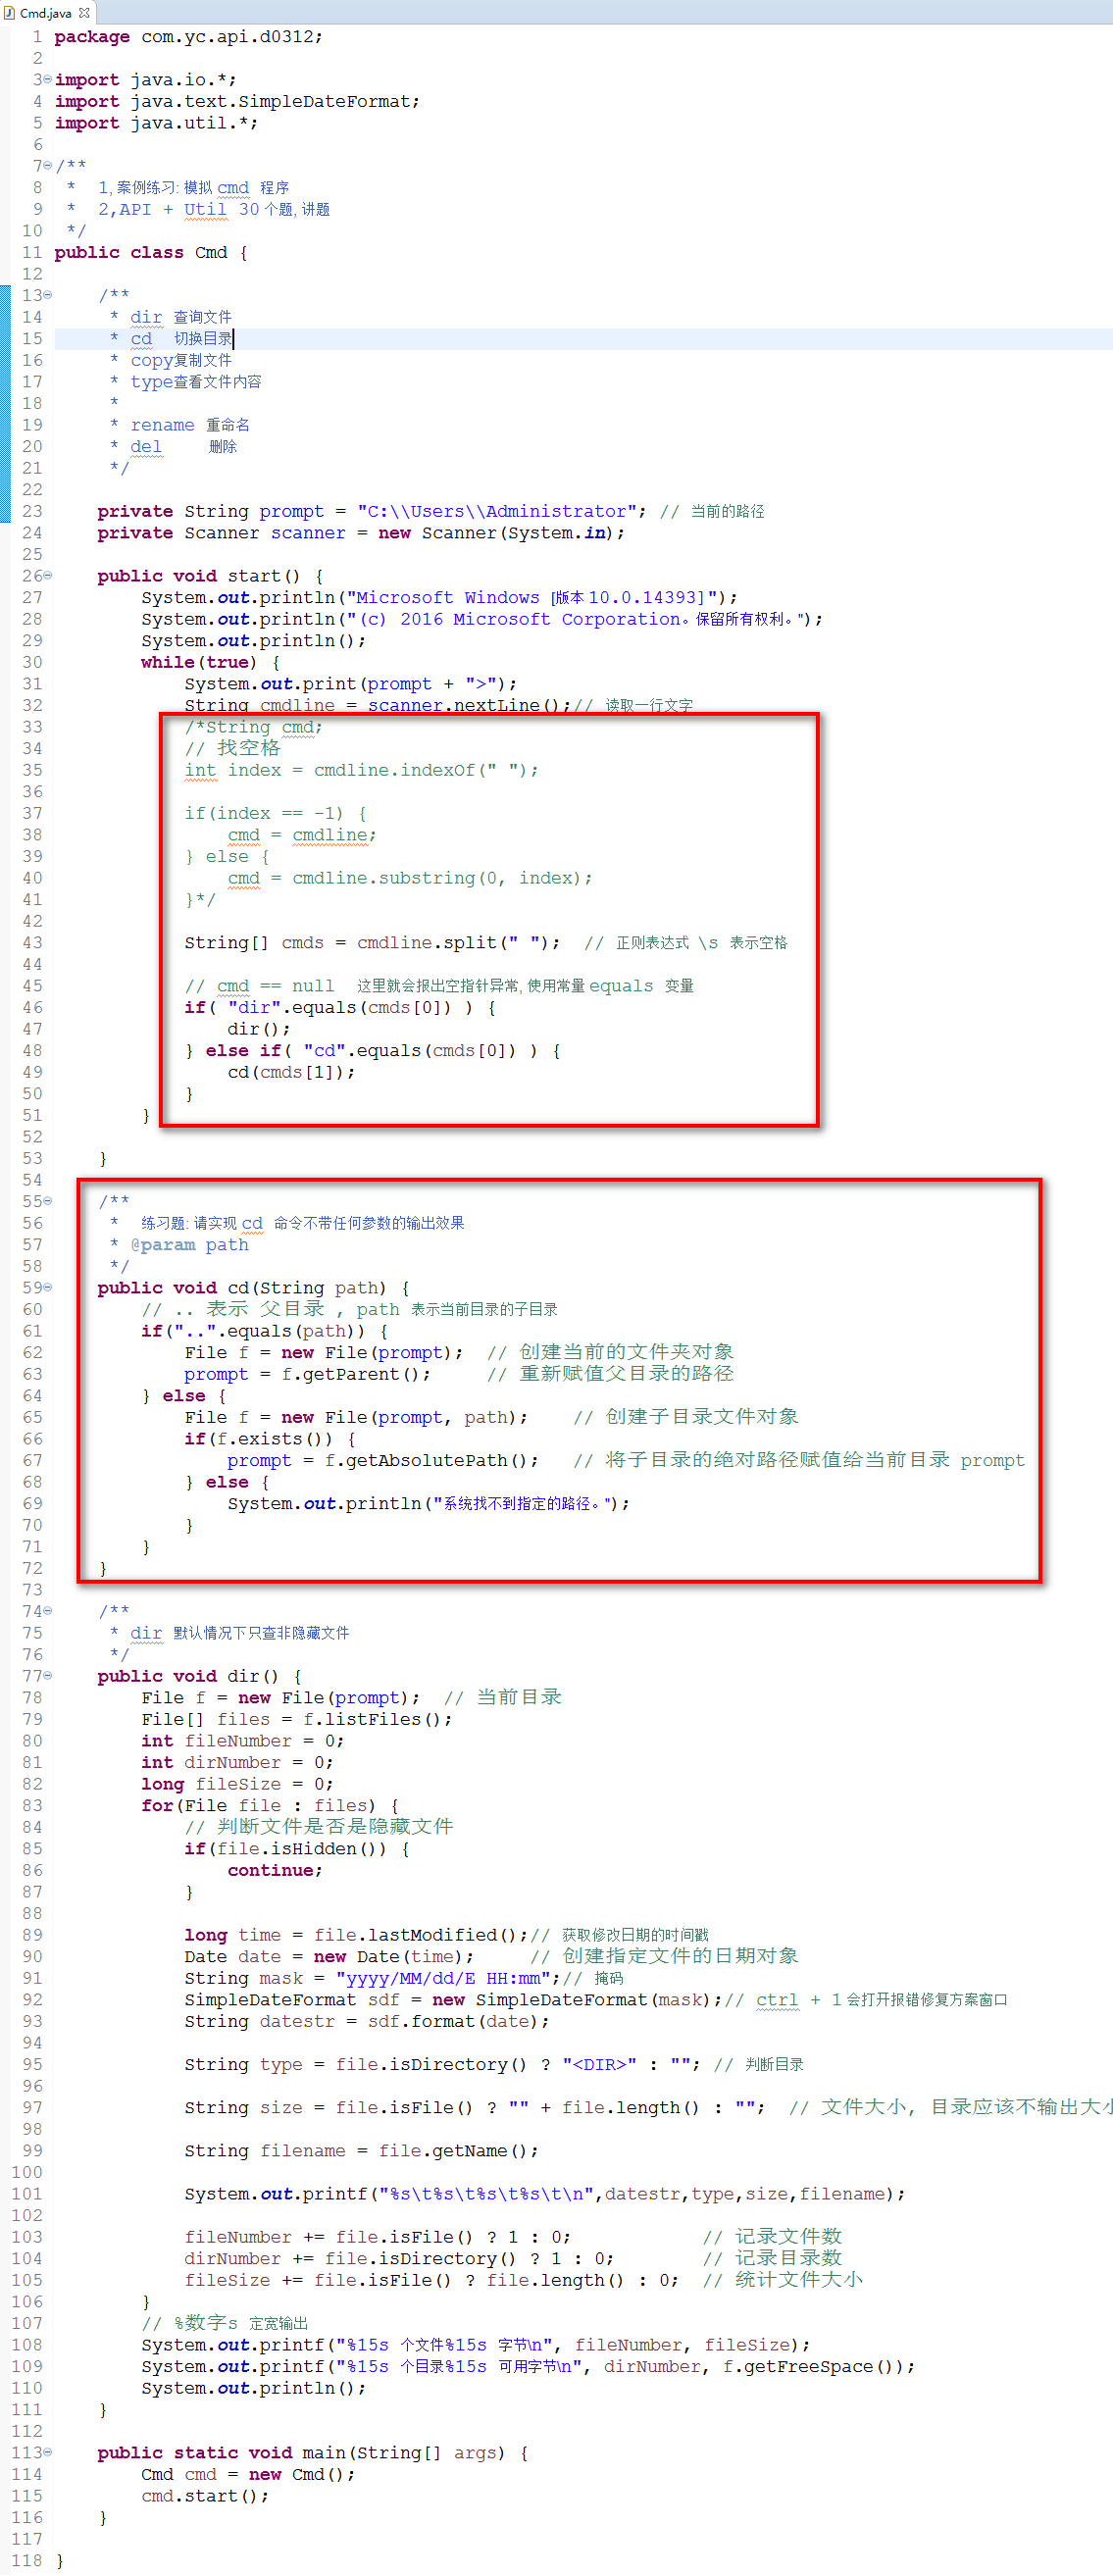 Cmd.java
1 package com.yc.api.d0312;
2
3 import java.io.*;
4 import java.text.SimpleDateFormat;
5 import java.util.*;
6
7 /**
8  *  1,案例练习:模拟 cmd 程序
9  *  2,API + Util 30个题,讲题
10  */
11 public class Cmd {
12
13     /**
14      * dir 查询文件
15      * cd  切换目录
16      * copy复制文件
17      * type查看文件内容
18      *
19      * rename 重命名
20      * del    删除
21      */
22
23     private String prompt = "C:\\Users\\Administrator"; // 当前的路径
24     private Scanner scanner = new Scanner(System.in);
25
26     public void start() {
27         System.out.println("Microsoft Windows [版本 10.0.14393]");
28         System.out.println("(c) 2016 Microsoft Corporation。保留所有权利。");
29         System.out.println();
30         while(true) {
31             System.out.print(prompt + ">");
32             String cmdline = scanner.nextLine();// 读取一行文字
33             /*String cmd;
34             // 找空格
35             int index = cmdline.indexOf(" ");
36
37             if(index == -1) {
38                 cmd = cmdline;
39             } else {
40                 cmd = cmdline.substring(0, index);
41             }*/
42
43             String[] cmds = cmdline.split(" ");  // 正则表达式 \s 表示空格
44
45             // cmd == null  这里就会报出空指针异常,使用常量 equals 变量
46             if( "dir".equals(cmds[0]) ) {
47                 dir();
48             } else if( "cd".equals(cmds[0]) ) {
49                 cd(cmds[1]);
50             }
51         }
52
53     }
54
55     /**
56      *  练习题:请实现 cd 命令不带任何参数的输出效果
57      * @param path
58      */
59     public void cd(String path) {
60         // .. 表示 父目录 , path 表示当前目录的子目录
61         if("..".equals(path)) {
62             File f = new File(prompt);  // 创建当前的文件夹对象
63             prompt = f.getParent();     // 重新赋值父目录的路径
64         } else {
65             File f = new File(prompt, path);    // 创建子目录文件对象
66             if(f.exists()) {
67                 prompt = f.getAbsolutePath();   // 将子目录的绝对路径赋值给当前目录 prompt
68             } else {
69                 System.out.println("系统找不到指定的路径。");
70             }
71         }
72     }
73
74     /**
75      * dir 默认情况下只查非隐藏文件
76      */
77     public void dir() {
78         File f = new File(prompt);  // 当前目录
79         File[] files = f.listFiles();
80         int fileNumber = 0;
81         int dirNumber = 0;
82         long fileSize = 0;
83         for(File file : files) {
84             // 判断文件是否是隐藏文件
85             if(file.isHidden()) {
86                 continue;
87             }
88
89             long time = file.lastModified();// 获取修改日期的时间戳
90             Date date = new Date(time);     // 创建指定文件的日期对象
91             String mask = "yyyy/MM/dd/E HH:mm";// 掩码
92             SimpleDateFormat sdf = new SimpleDateFormat(mask);// ctrl + 1会打开报错修复方案窗口
93             String datestr = sdf.format(date);
94
95             String type = file.isDirectory() ? "<DIR>" : ""; // 判断目录
96
97             String size = file.isFile() ? "" + file.length() : "";  // 文件大小, 目录应该不输出大小
98
99             String filename = file.getName();
100
101             System.out.printf("%s\t%s\t%s\t%s\t\n",datestr,type,size,filename);
102
103             fileNumber += file.isFile() ? 1 : 0;            // 记录文件数
104             dirNumber += file.isDirectory() ? 1 : 0;        // 记录目录数
105             fileSize += file.isFile() ? file.length() : 0;  // 统计文件大小
106         }
107         // %数字s 定宽输出
108         System.out.printf("%15s 个文件%15s 字节\n", fileNumber, fileSize);
109         System.out.printf("%15s 个目录%15s 可用字节\n", dirNumber, f.getFreeSpace());
110         System.out.println();
111     }
112
113     public static void main(String[] args) {
114         Cmd cmd = new Cmd();
115         cmd.start();
116     }
117
118 }